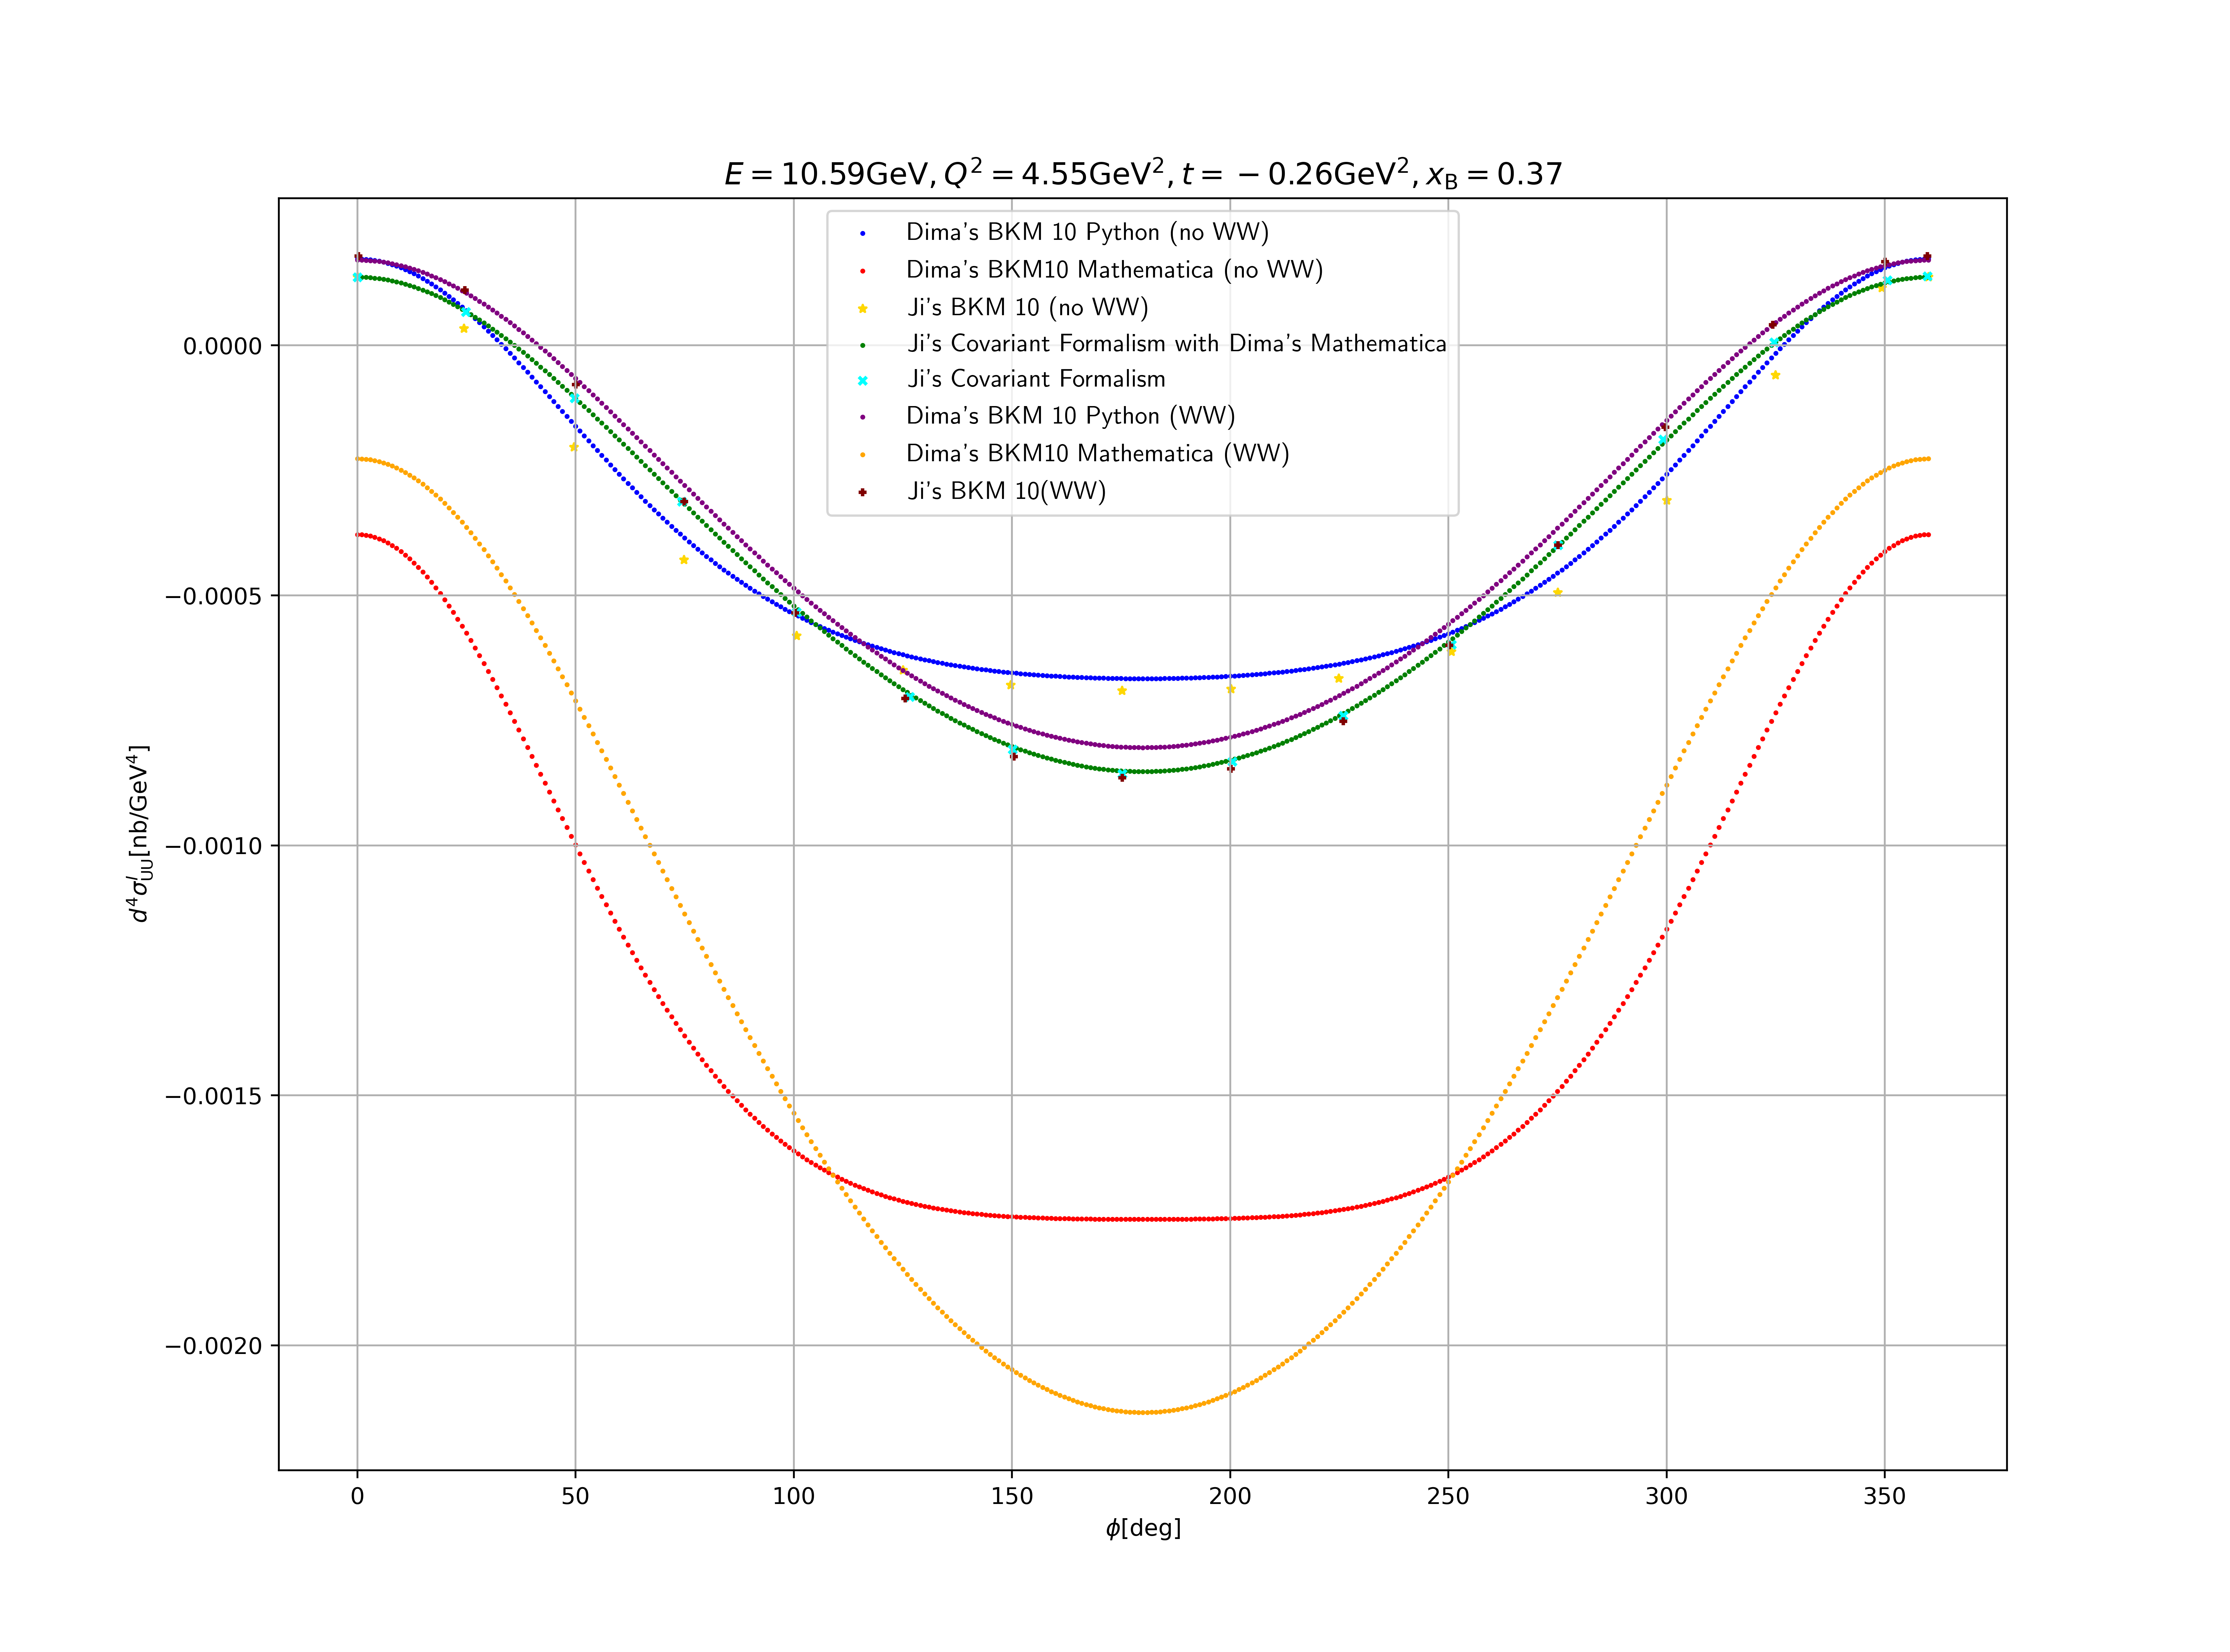 E = 10.59GeV, Q² = 4.55GeV², t = −0.26GeV², x_B = 0.37
Dima's BKM 10 Python (no WW)
Dima's BKM10 Mathematica (no WW)
Ji's BKM 10 (no WW)
Ji's Covariant Formalism with Dima's Mathematica
Ji's Covariant Formalism
Dima's BKM 10 Python (WW)
Dima's BKM10 Mathematica (WW)
Ji's BKM 10(WW)
d⁴σ^I_UU[nb/GeV⁴]
0.0000
−0.0005
−0.0010
−0.0015
−0.0020
0 50 100 150 200 250 300 350
ϕ[deg]